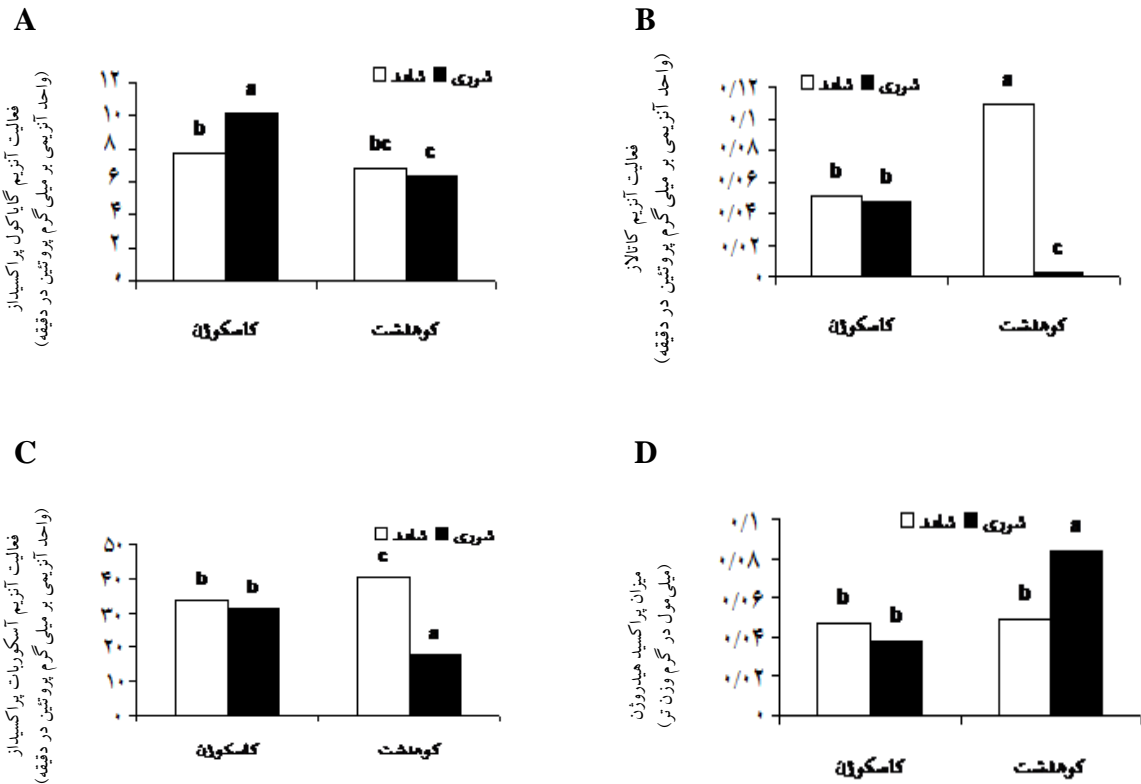 A
فعالیت آنزیم گایاکول پراکسیداز
(واحد آنزیمی بر میلی گرم پروتئین در دقیقه)
شاهد شوری
۱۲
۱۰
۸
۶
۴
۲
۰
b
a
bc
c
کاسکوژن
کوهدشت
B
فعالیت آنزیم کاتالاز
(واحد آنزیمی بر میلی گرم پروتئین در دقیقه)
شاهد شوری
۰/۱۲
۰/۱
۰/۰۸
۰/۰۶
۰/۰۴
۰/۰۲
۰
b
b
a
c
کاسکوژن
کوهدشت
C
فعالیت آنزیم آسکوربات پراکسیداز
(واحد آنزیمی بر میلی گرم پروتئین در دقیقه)
شاهد شوری
۵۰
۴۰
۳۰
۲۰
۱۰
۰
b
b
c
a
کاسکوژن
کوهدشت
D
میزان پراکسید هیدروژن
(میلی مول در گرم وزن تر)
شاهد شوری
۰/۱
۰/۰۸
۰/۰۶
۰/۰۴
۰/۰۲
۰
b
b
b
a
کاسکوژن
کوهدشت